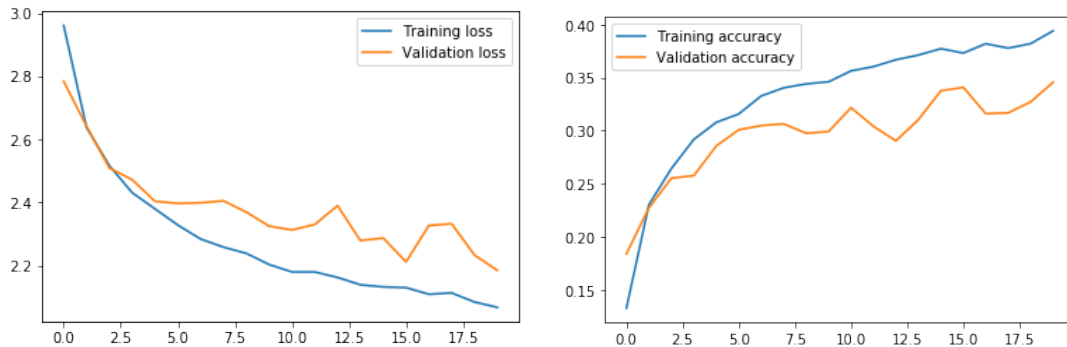 3.0
2.8
2.6
2.4
2.2
0.0 2.5 5.0 7.5 10.0 12.5 15.0 17.5
Training loss
Validation loss
0.40
0.35
0.30
0.25
0.20
0.15
0.0 2.5 5.0 7.5 10.0 12.5 15.0 17.5
Training accuracy
Validation accuracy